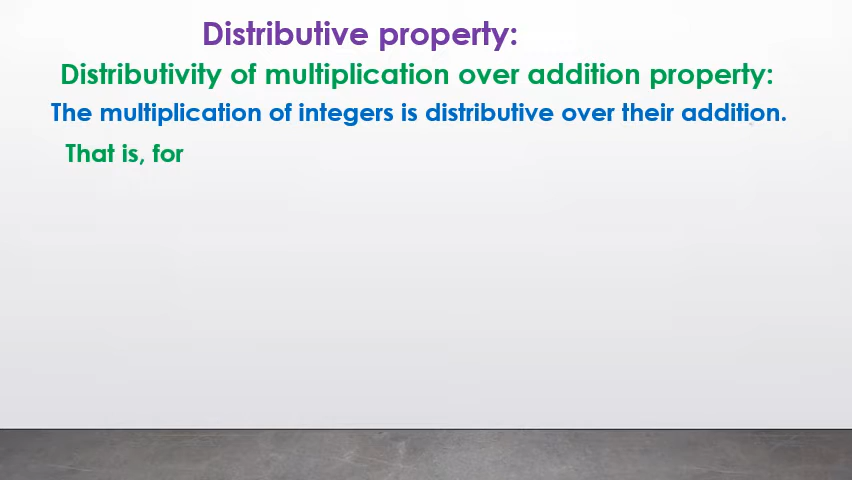 Distributive property:
Distributivity of multiplication over addition property:
The multiplication of integers is distributive over their addition.
That is, for